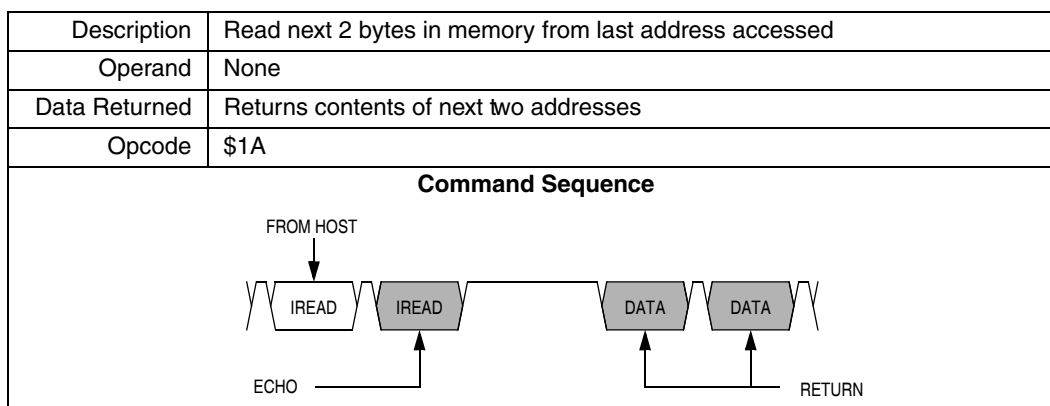 Description Read next 2 bytes in memory from last address accessed
Operand None
Data Returned Returns contents of next two addresses
Opcode $1A
Command Sequence
FROM HOST
IREAD IREAD DATA DATA
ECHO RETURN